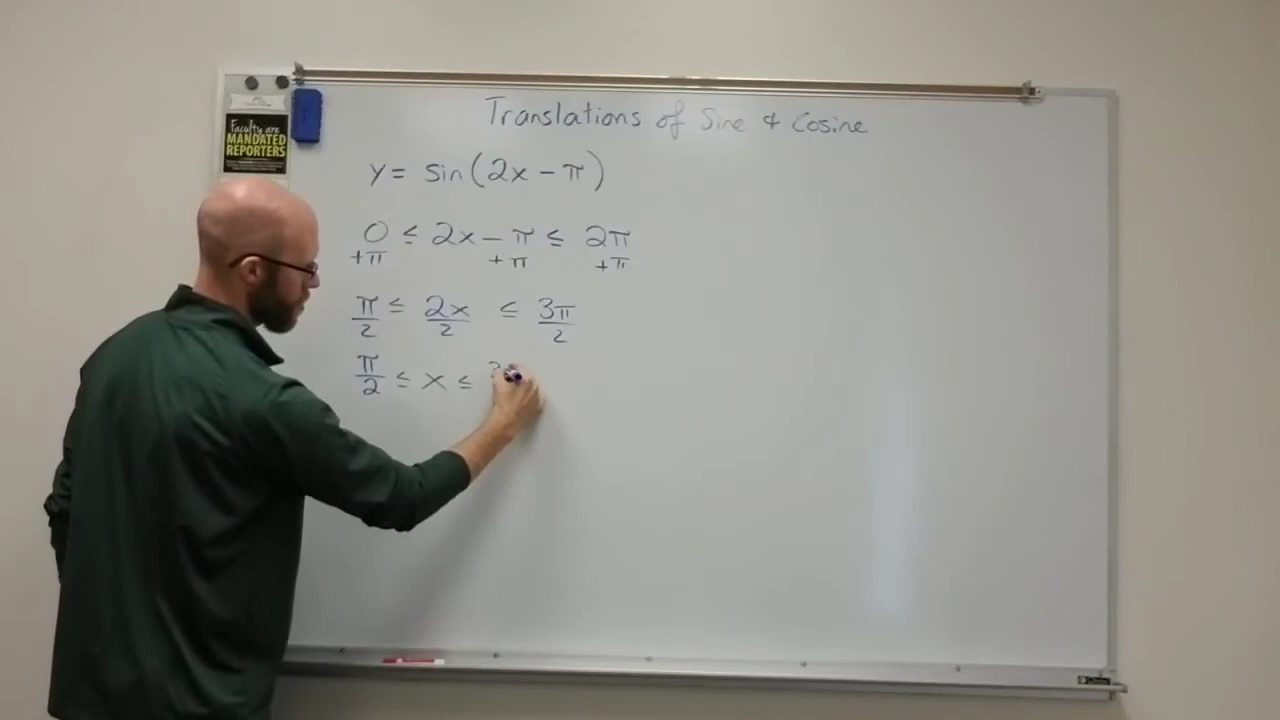 Translations of Sine & Cosine
Faculty are
MANDATED
REPORTERS
y = sin(2x - π)
0 ≤ 2x - π ≤ 2π
+π +π +π
π/2 ≤ 2x/2 ≤ 3π/2
π/2 ≤ x ≤ 3